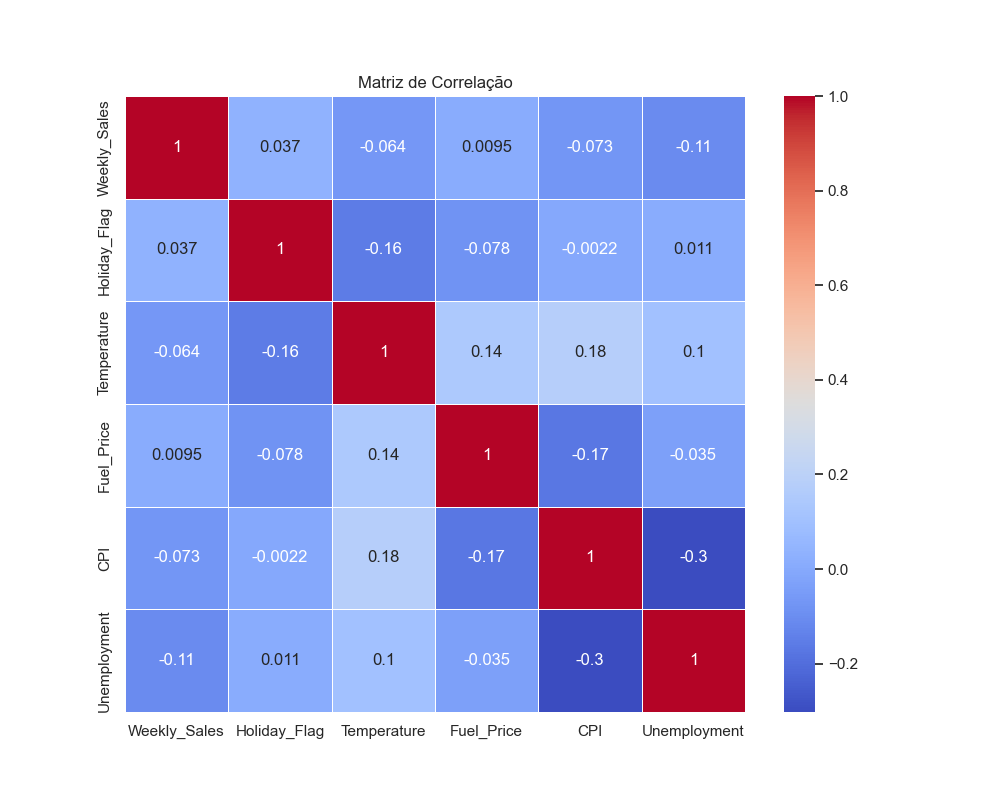 Matriz de Correlação
Weekly_Sales 1 0.037 -0.064 0.0095 -0.073 -0.11
Holiday_Flag 0.037 1 -0.16 -0.078 -0.0022 0.011
Temperature -0.064 -0.16 1 0.14 0.18 0.1
Fuel_Price 0.0095 -0.078 0.14 1 -0.17 -0.035
CPI -0.073 -0.0022 0.18 -0.17 1 -0.3
Unemployment -0.11 0.011 0.1 -0.035 -0.3 1
Weekly_Sales Holiday_Flag Temperature Fuel_Price CPI Unemployment
1.0
0.8
0.6
0.4
0.2
0.0
−0.2